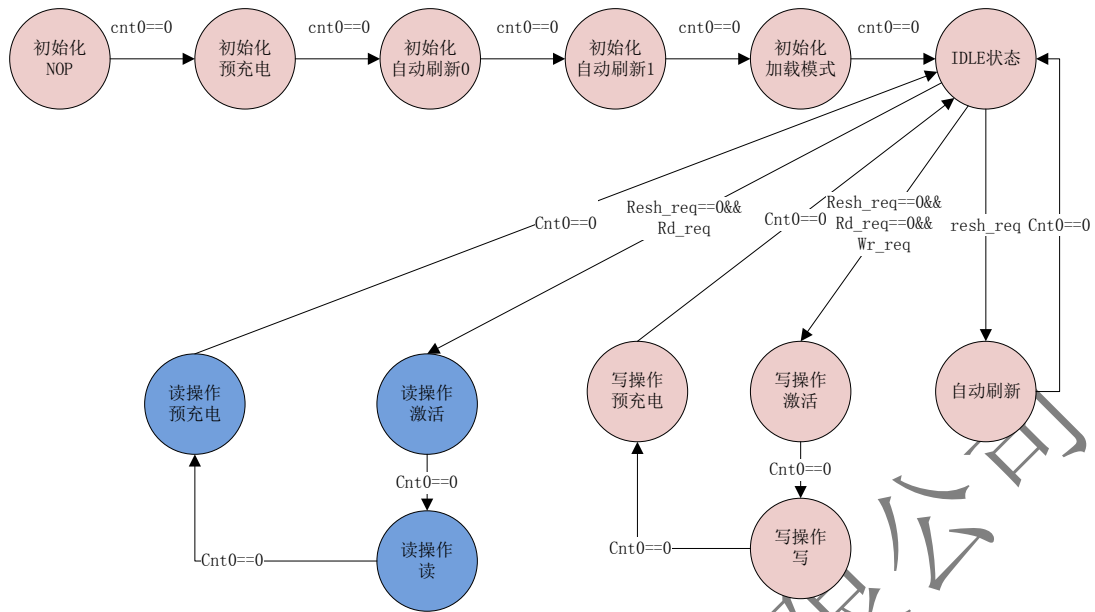 cnt0==0
cnt0==0
cnt0==0
cnt0==0
cnt0==0
初始化
NOP
初始化
预充电
初始化
自动刷新0
初始化
自动刷新1
初始化
加载模式
IDLE状态
Cnt0==0
Resh_req==0&&
Rd_req
Cnt0==0
Resh_req==0&&
Rd_req==0&&
Wr_req
resh_req
Cnt0==0
读操作
预充电
读操作
激活
写操作
预充电
写操作
激活
自动刷新
Cnt0==0
Cnt0==0
Cnt0==0
读操作
读
Cnt0==0
写操作
写
公司